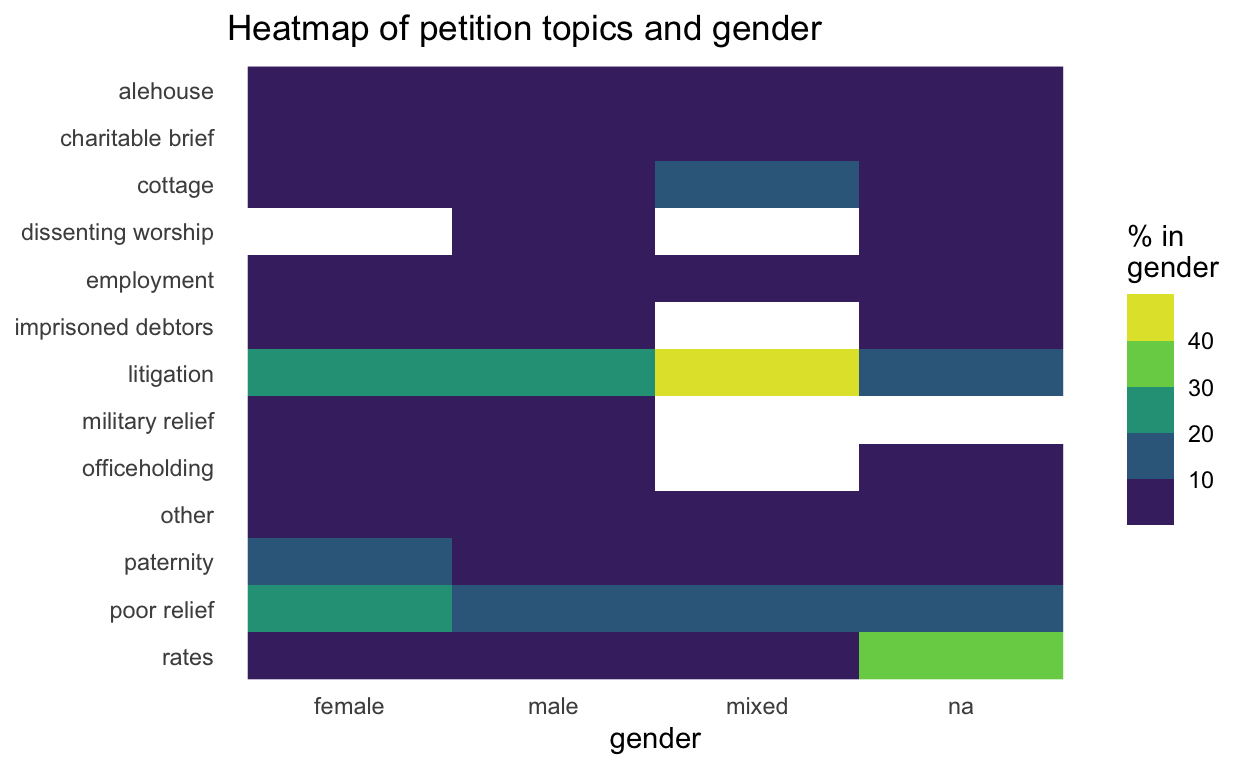 Heatmap of petition topics and gender
alehouse
charitable brief
cottage
dissenting worship
employment
imprisoned debtors
litigation
military relief
officeholding
other
paternity
poor relief
rates
female
male
mixed
na
gender
% in
gender
40
30
20
10